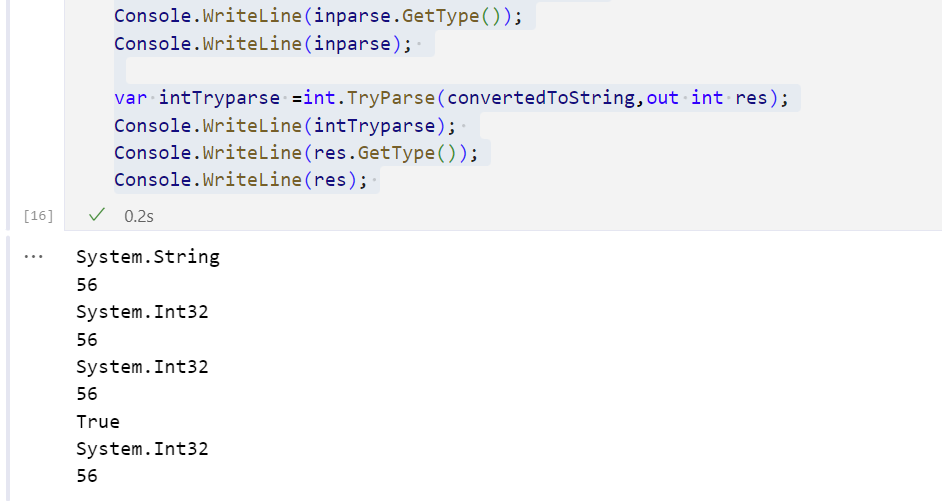 Console.WriteLine(inparse.GetType());
Console.WriteLine(inparse);
var intTryparse =int.TryParse(convertedToString,out int res);
Console.WriteLine(intTryparse);
Console.WriteLine(res.GetType());
Console.WriteLine(res);
[16] ✓ 0.2s
... System.String
56
System.Int32
56
System.Int32
56
True
System.Int32
56